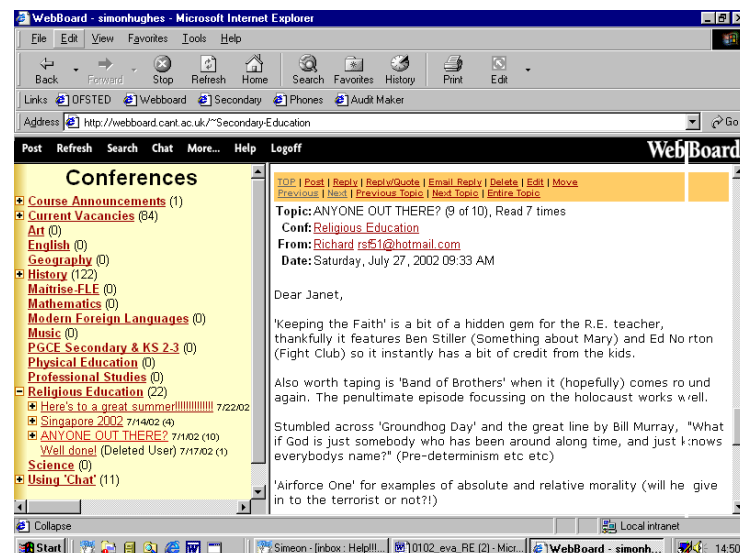 WebBoard - simonhughes - Microsoft Internet Explorer
File Edit View Favorites Tools Help
Back Forward Stop Refresh Home Search Favorites History Print Edit
Links OFSTED Webboard Secondary Phones Audit Maker
Address http://webboard.cant.ac.uk/~Secondary-Education Go
Post Refresh Search Chat More... Help Logoff WebBoard
Conferences
Course Announcements (1)
Current Vacancies (84)
Art (0)
English (0)
Geography (0)
History (122)
Maitrise-FLE (0)
Mathematics (0)
Modern Foreign Languages (0)
Music (0)
PGCE Secondary & KS 2-3 (0)
Physical Education (0)
Professional Studies (0)
Religious Education (22)
Here's to a great summer!!!!!!!!!!!!!! 7/22/02
Singapore 2002 7/14/02 (4)
ANYONE OUT THERE? 7/1/02 (10)
Well done! (Deleted User) 7/17/02 (1)
Science (0)
Using 'Chat' (11)
TOP | Post | Reply | Reply/Quote | Email Reply | Delete | Edit | Move
Previous | Next | Previous Topic | Next Topic | Entire Topic
Topic: ANYONE OUT THERE? (9 of 10), Read 7 times
Conf: Religious Education
From: Richard rsf51@hotmail.com
Date: Saturday, July 27, 2002 09:33 AM
Dear Janet,
'Keeping the Faith' is a bit of a hidden gem for the R.E. teacher,
thankfully it features Ben Stiller (Something about Mary) and Ed Norton
(Fight Club) so it instantly has a bit of credit from the kids.
Also worth taping is 'Band of Brothers' when it (hopefully) comes round
again. The penultimate episode focussing on the holocaust works well.
Stumbled across 'Groundhog Day' and the great line by Bill Murray, "What
if God is just somebody who has been around along time, and just knows
everybodys name?" (Pre-determinism etc etc)
'Airforce One' for examples of absolute and relative morality (will he give
in to the terrorist or not?!)
Collapse Local intranet
Start Simeon - [inbox : Help!!!... 0102_eva_RE (2) - Micr... WebBoard - simonh... 14:50